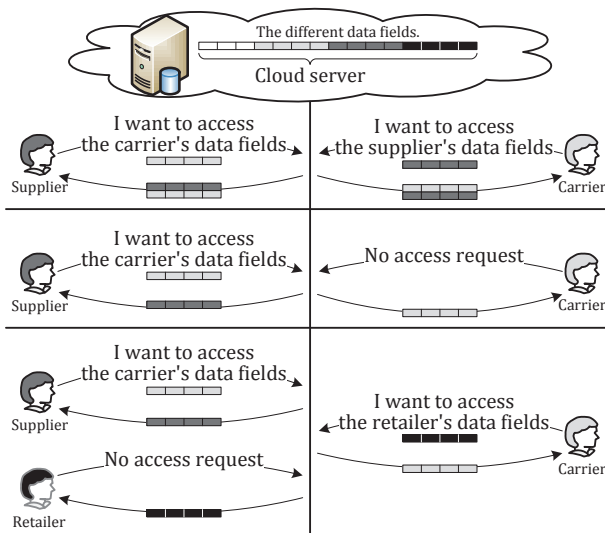 The different data fields.
Cloud server
I want to access
the carrier's data fields
Supplier
I want to access
the supplier's data fields
Carrier
I want to access
the carrier's data fields
Supplier
No access request
Carrier
I want to access
the carrier's data fields
Supplier
I want to access
the retailer's data fields
Carrier
No access request
Retailer